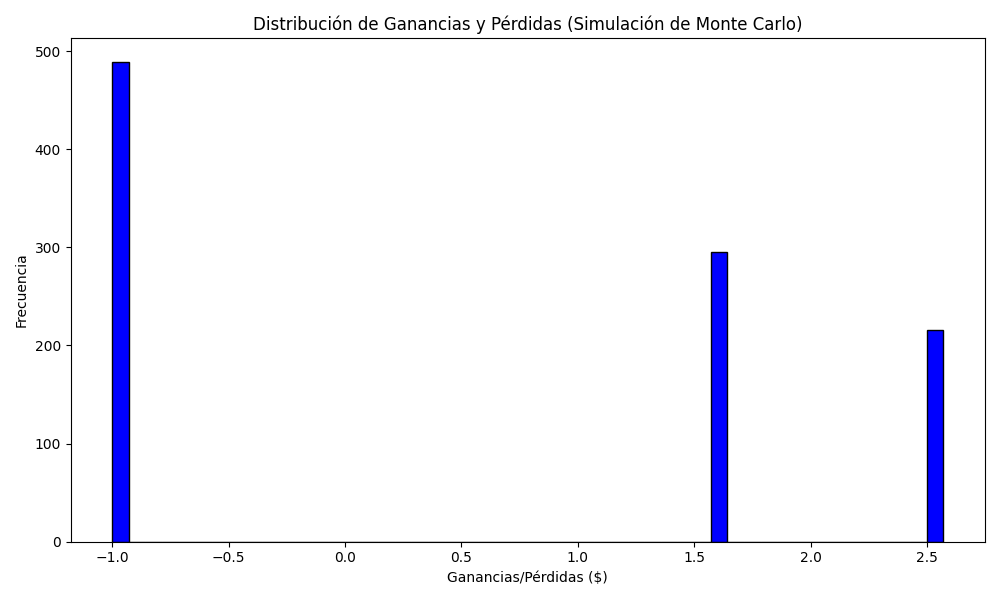 Distribución de Ganancias y Pérdidas (Simulación de Monte Carlo)
500
400
300
200
100
0
Frecuencia
−1.0 −0.5 0.0 0.5 1.0 1.5 2.0 2.5
Ganancias/Pérdidas ($)